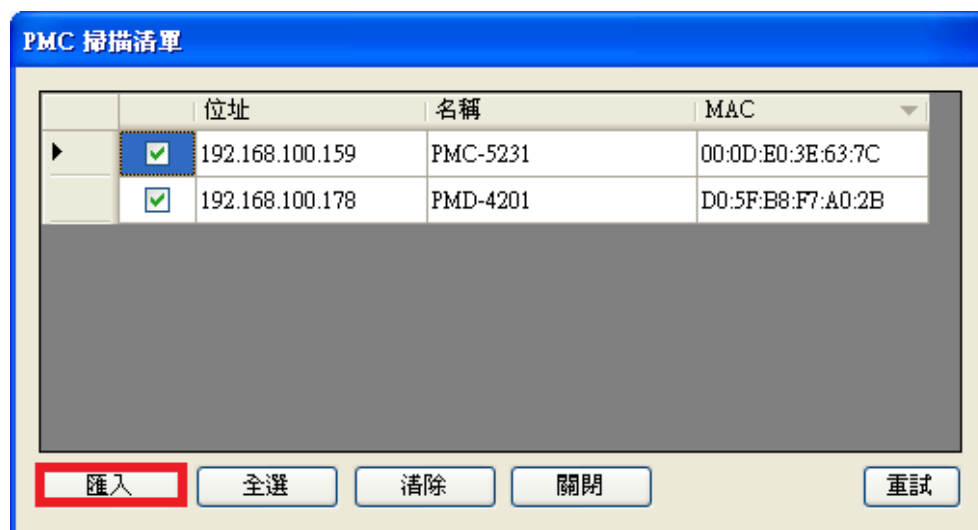 PMC 掃描清單
位址 名稱 MAC
192.168.100.159 PMC-5231 00:0D:E0:3E:63:7C
192.168.100.178 PMD-4201 D0:5F:B8:F7:A0:2B
匯入 全選 清除 關閉 重試